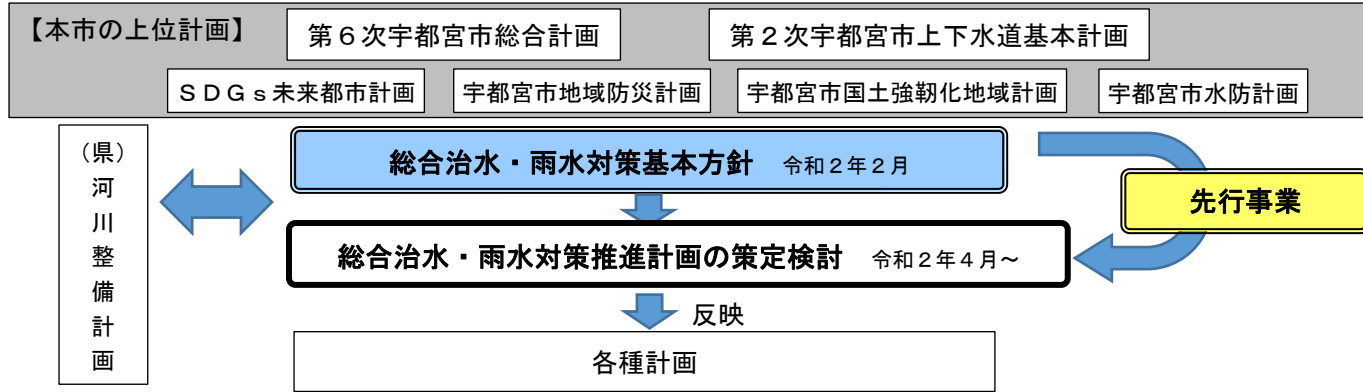 【本市の上位計画】
第６次宇都宮市総合計画
第２次宇都宮市上下水道基本計画
ＳＤＧｓ未来都市計画
宇都宮市地域防災計画
宇都宮市国土強靱化地域計画
宇都宮市水防計画
（県）河川整備計画
総合治水・雨水対策基本方針　令和２年２月
先行事業
総合治水・雨水対策推進計画の策定検討　令和２年４月～
反映
各種計画